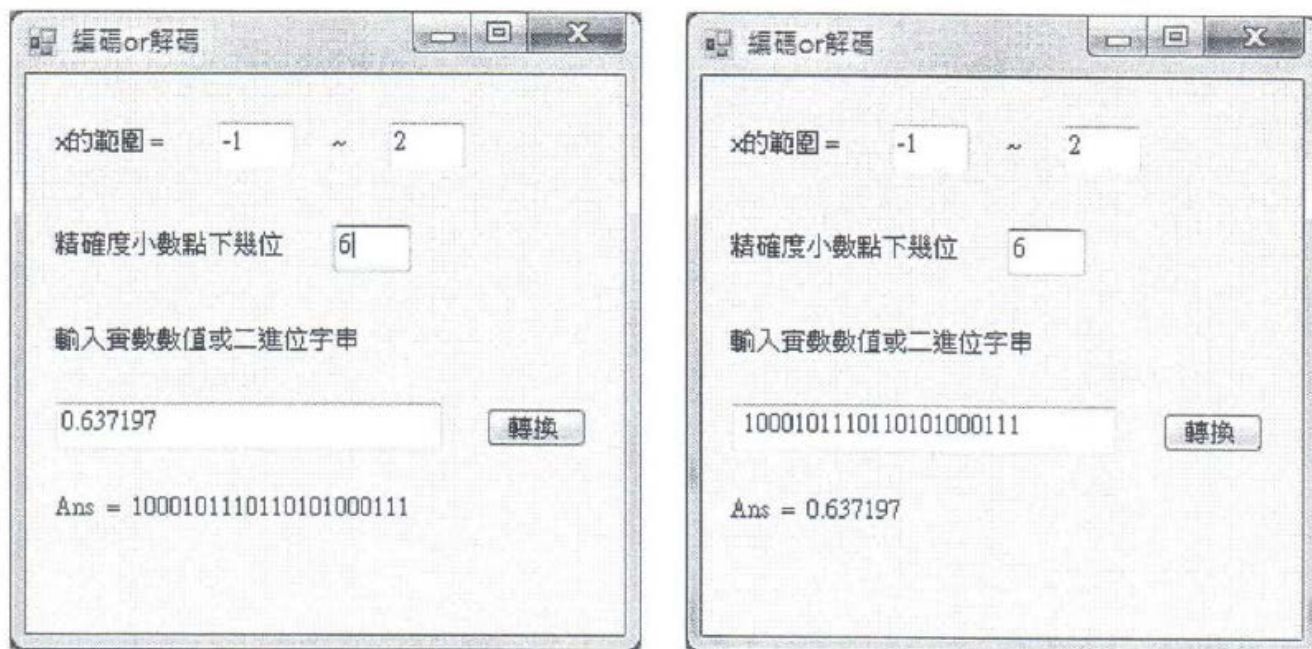 編碼or解碼
x的範圍 = -1 ~ 2
精確度小數點下幾位 6
輸入實數數值或二進位字串
0.637197 轉換
Ans = 1000101110110101000111
編碼or解碼
x的範圍 = -1 ~ 2
精確度小數點下幾位 6
輸入實數數值或二進位字串
1000101110110101000111 轉換
Ans = 0.637197